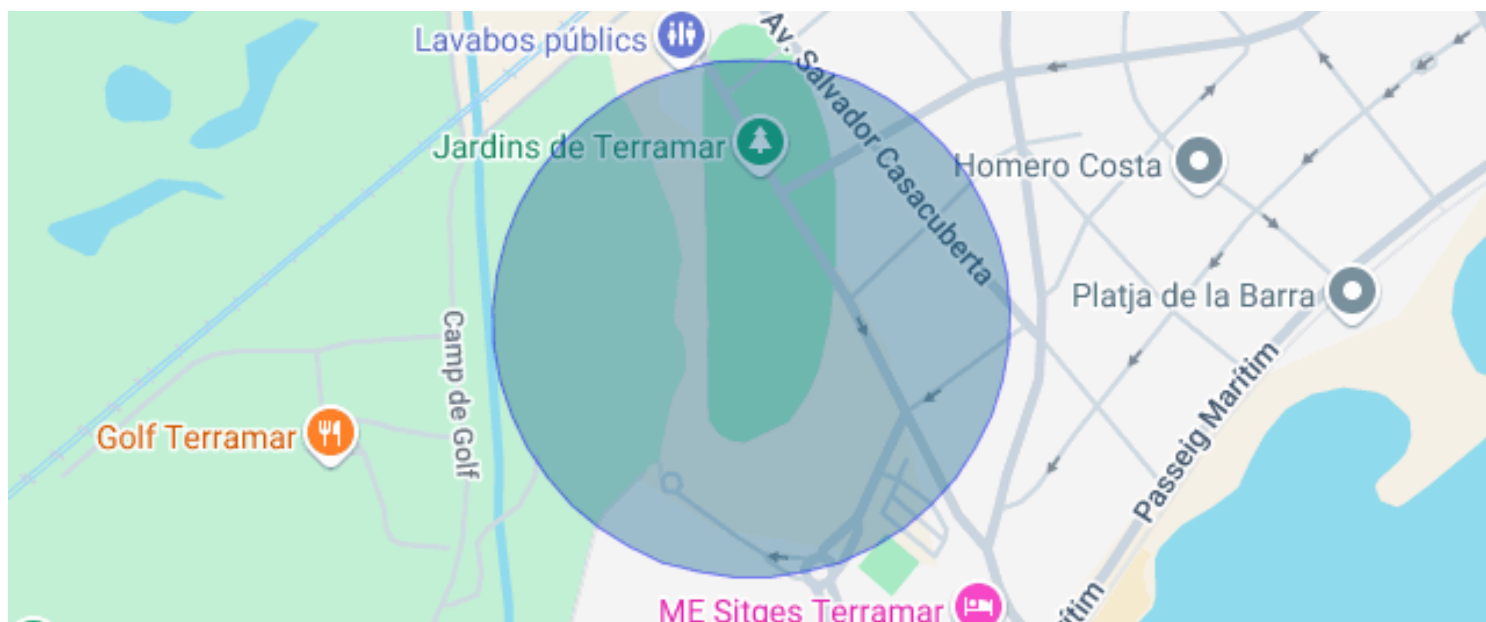 Lavabos públics
Av. Salvador Casacuberta
Jardins de Terramar
Homero Costa
Platja de la Barra
Camp de Golf
Golf Terramar
Passeig Marítim
ME Sitges Terramar
ítim